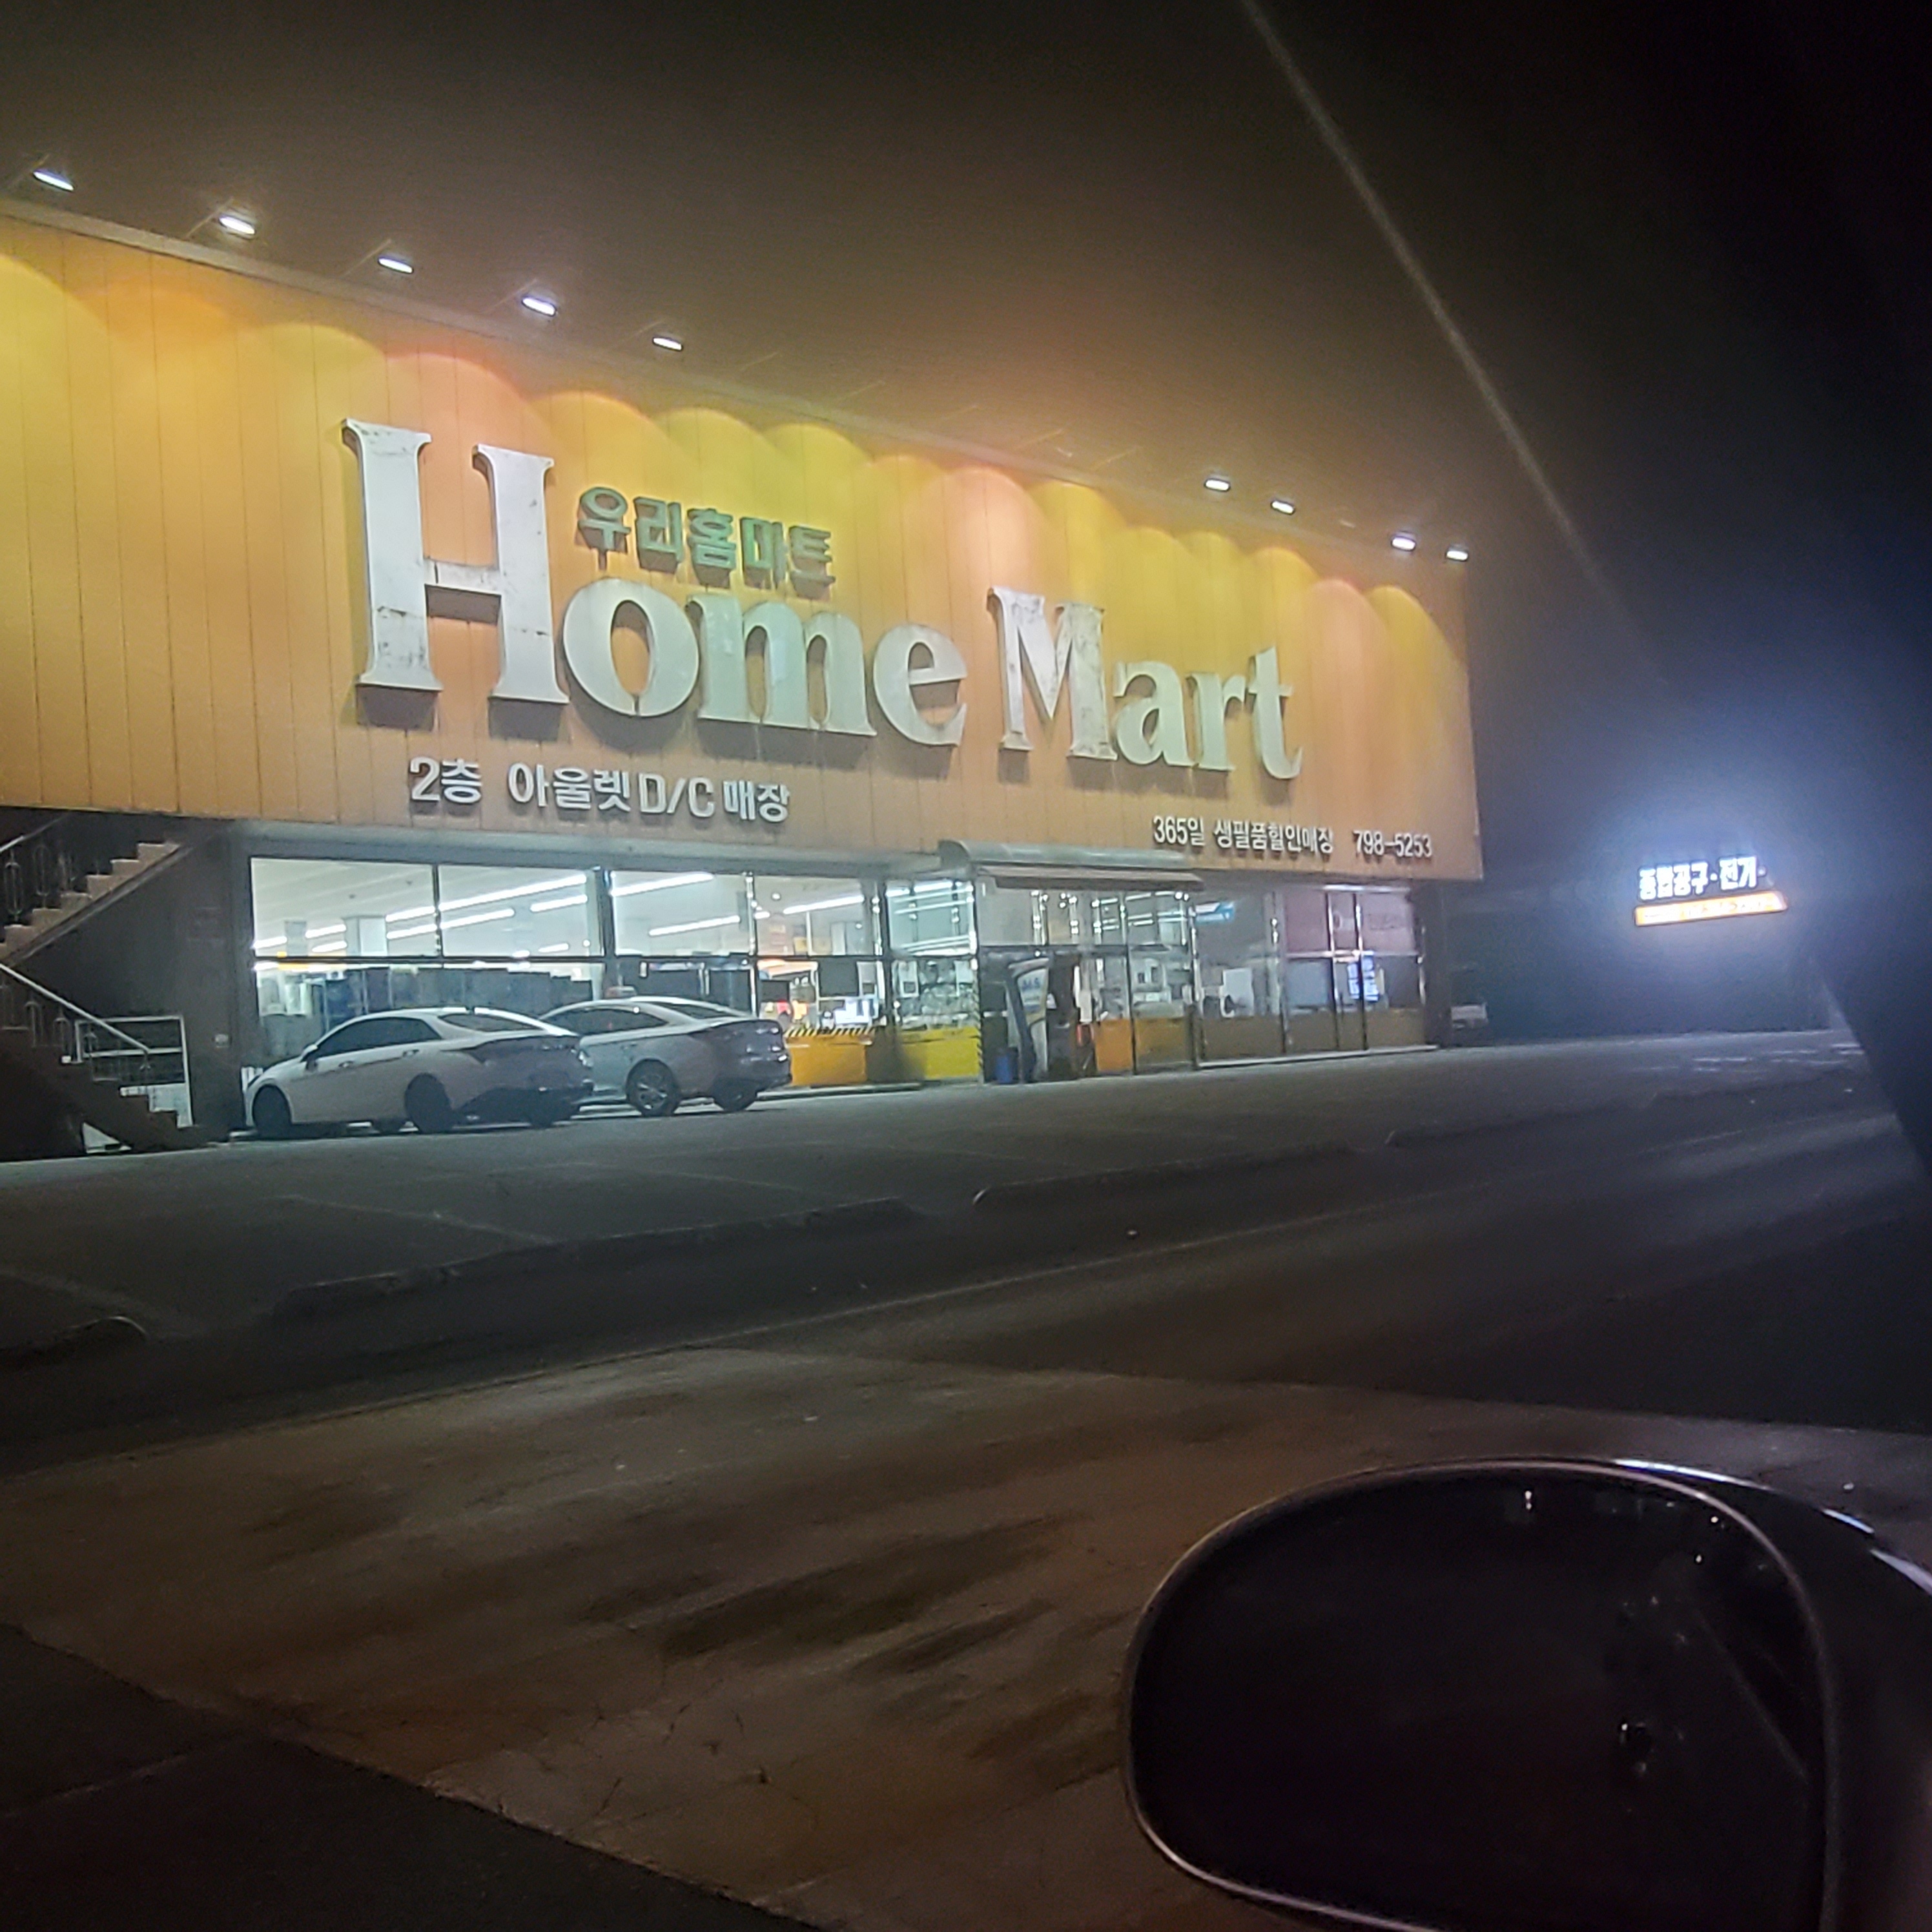 우리홈마트
Home Mart
2층 아울렛 D/C 매장
365일 생필품할인매장 798-5253
종합공구·전기·